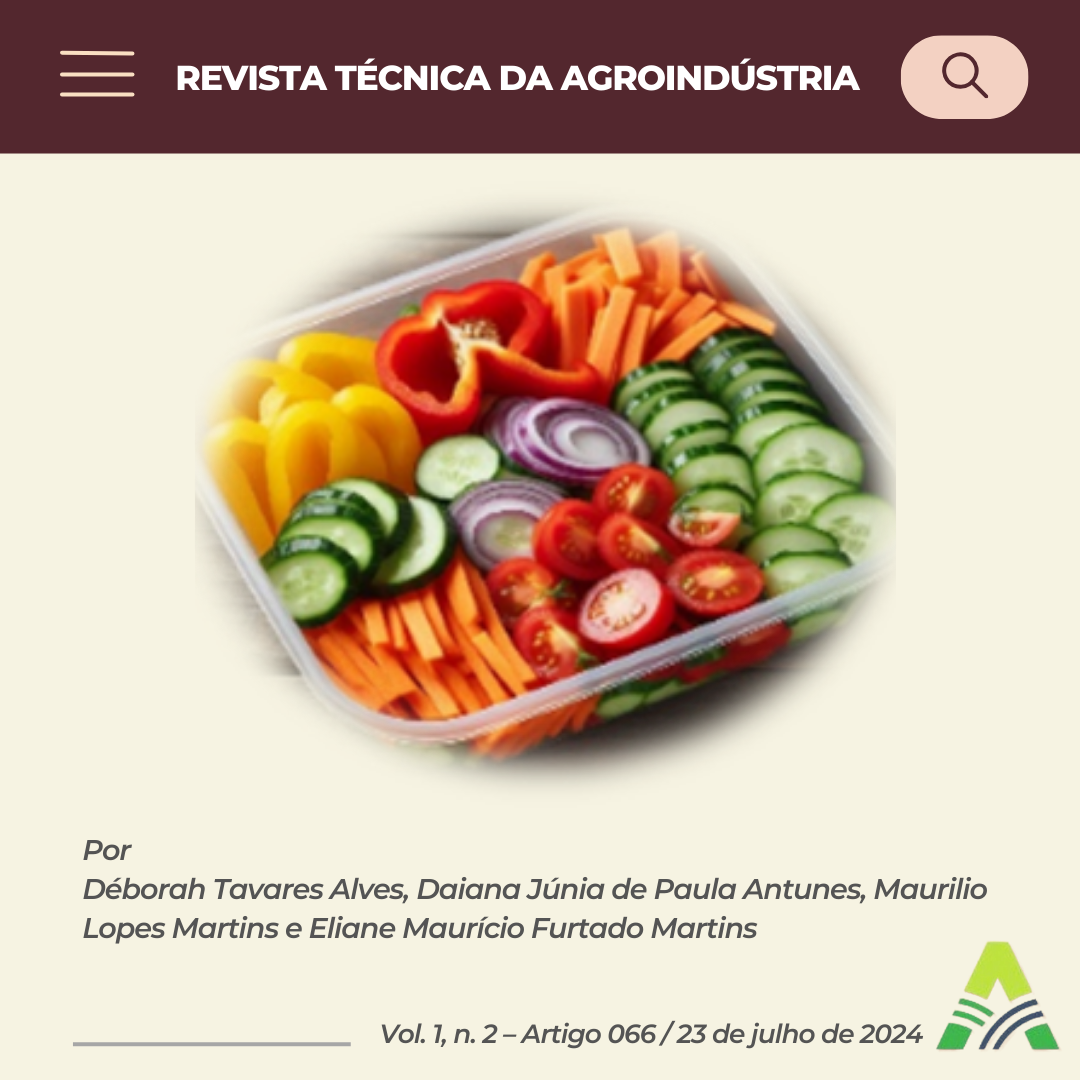 REVISTA TÉCNICA DA AGROINDÚSTRIA
Por
Déborah Tavares Alves, Daiana Júnia de Paula Antunes, Maurilio
Lopes Martins e Eliane Maurício Furtado Martins
Vol. 1, n. 2 – Artigo 066 / 23 de julho de 2024